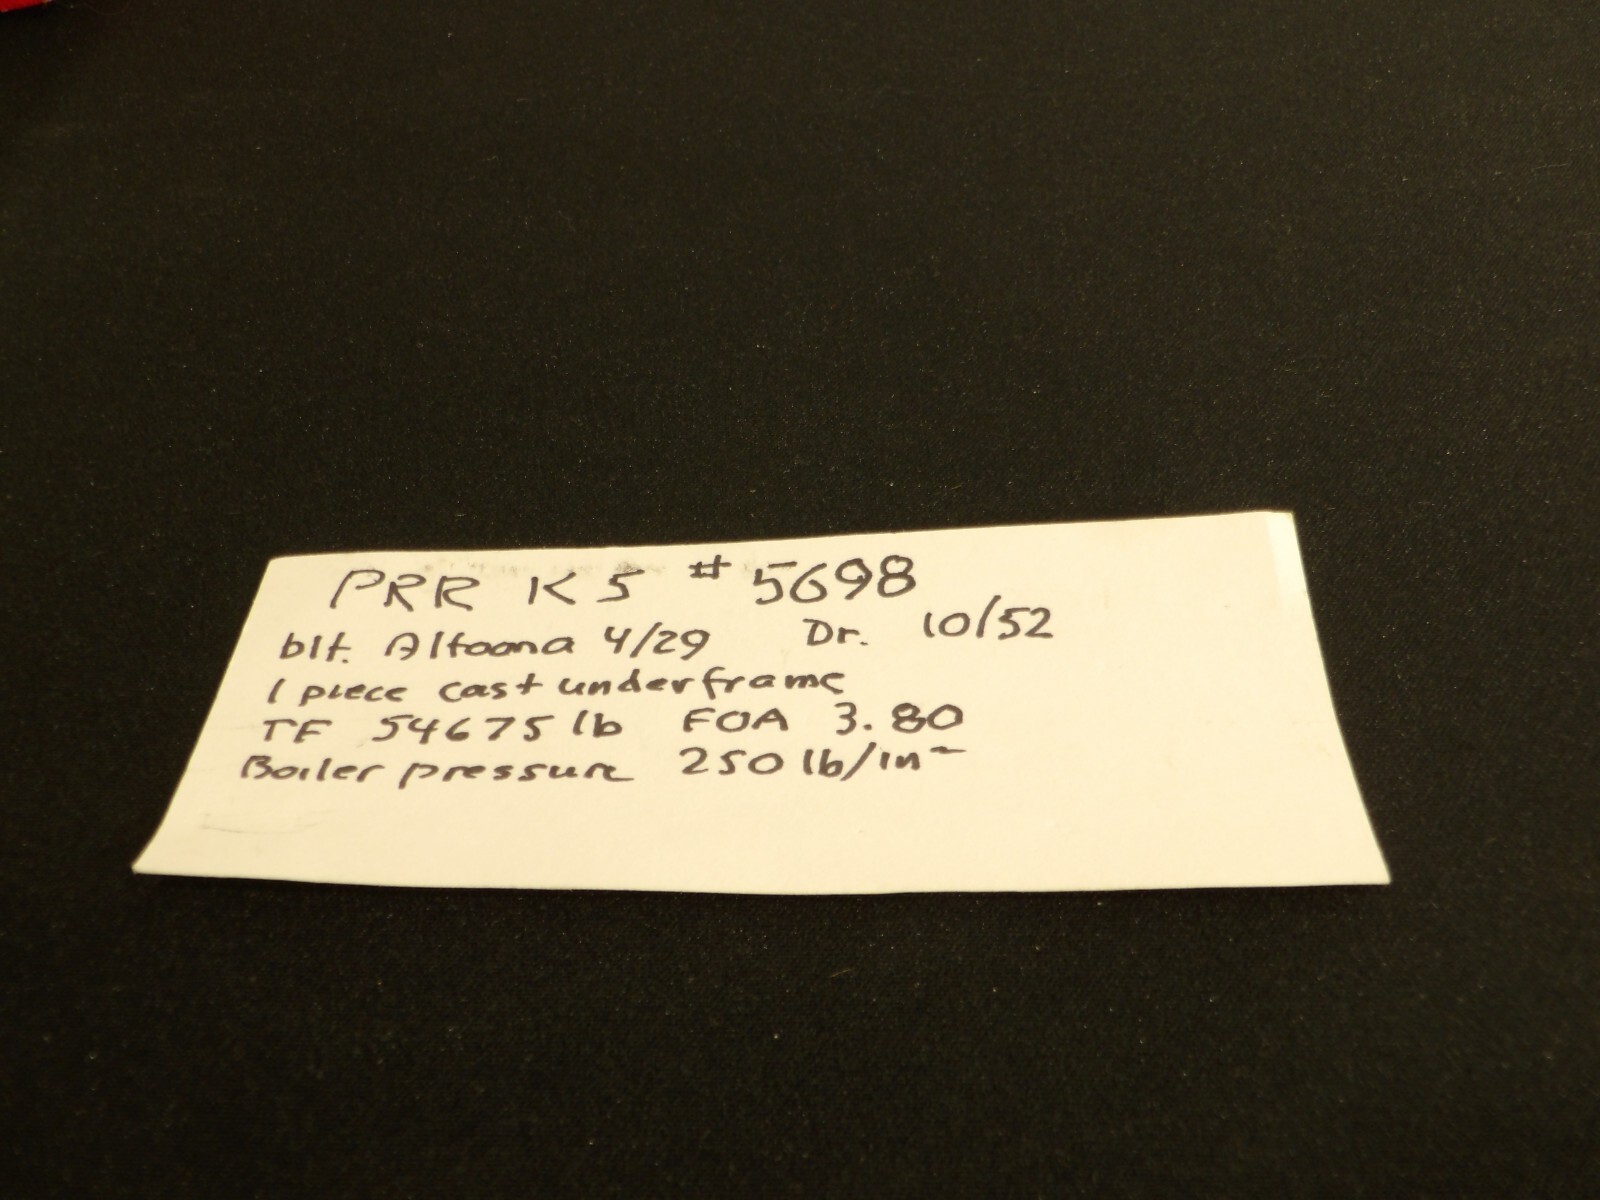 PRR K5 #5698
blt. Altoona 4/29 Dr. 10/52
1 piece cast underframe
TF 54675 lb FOA 3.80
Boiler pressure 250 lb/in²